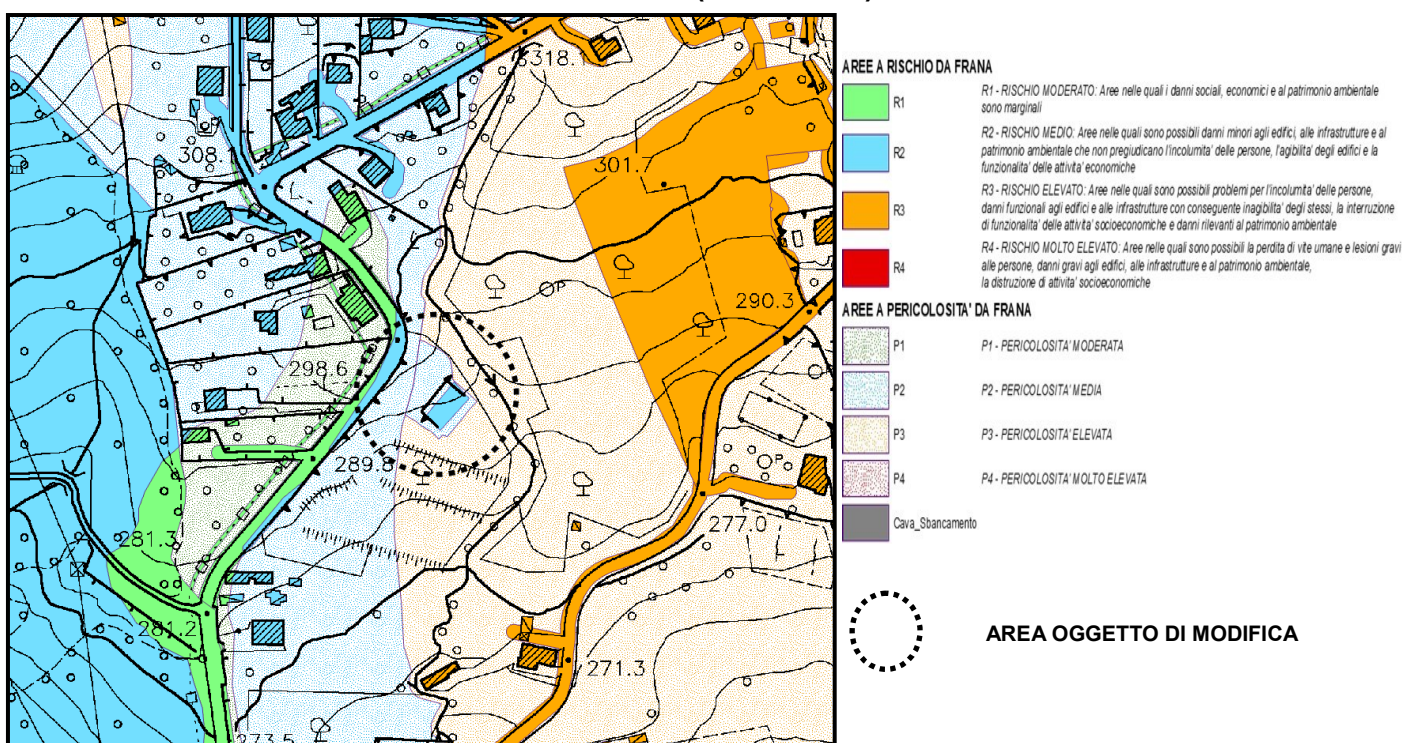 318.1
308.
301.7
290.3
298.6
289.8
277.0
281.3
281.2
271.3
273.5
P
P
P
AREE A RISCHIO DA FRANA
R1
R1 - RISCHIO MODERATO: Aree nelle quali i danni sociali, economici e al patrimonio ambientale
sono marginali
R2
R2 - RISCHIO MEDIO: Aree nelle quali sono possibili danni minori agli edifici, alle infrastrutture e al
patrimonio ambientale che non pregiudicano l'incolumita' delle persone, l'agibilita' degli edifici e la
funzionalita' delle attivita' economiche
R3
R3 - RISCHIO ELEVATO: Aree nelle quali sono possibili problemi per l'incolumita' delle persone,
danni funzionali agli edifici e alle infrastrutture con conseguente inagibilita' degli stessi, la interruzione
di funzionalita' delle attivita' socioeconomiche e danni rilevanti al patrimonio ambientale
R4
R4 - RISCHIO MOLTO ELEVATO: Aree nelle quali sono possibili la perdita di vite umane e lesioni gravi
alle persone, danni gravi agli edifici, alle infrastrutture e al patrimonio ambientale,
la distruzione di attivita' socioeconomiche
AREE A PERICOLOSITA' DA FRANA
P1
P1 - PERICOLOSITA' MODERATA
P2
P2 - PERICOLOSITA' MEDIA
P3
P3 - PERICOLOSITA' ELEVATA
P4
P4 - PERICOLOSITA' MOLTO ELEVATA
Cava_Sbancamento
AREA OGGETTO DI MODIFICA